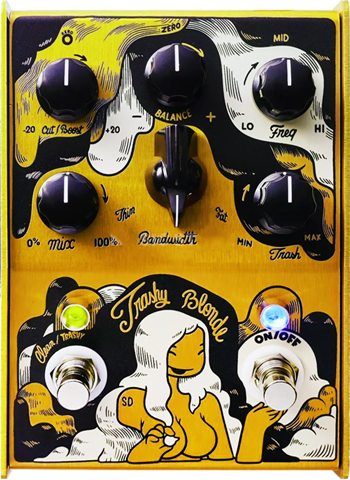 ZERO
ZERO
MID
-20 Cut/Boost +20
- BALANCE +
LO Freq HI
Thin Fat
0% Mix 100%
Bandwidth
MIN Trash MAX
Trashy Blonde
Clean/TRASHY
ON/OFF
SD